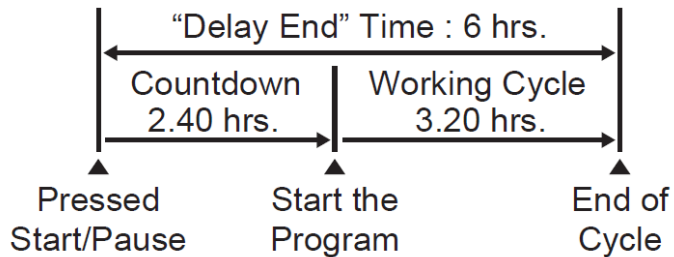 “Delay End” Time : 6 hrs.
Countdown
2.40 hrs.
Working Cycle
3.20 hrs.
Pressed
Start/Pause
Start the
Program
End of
Cycle